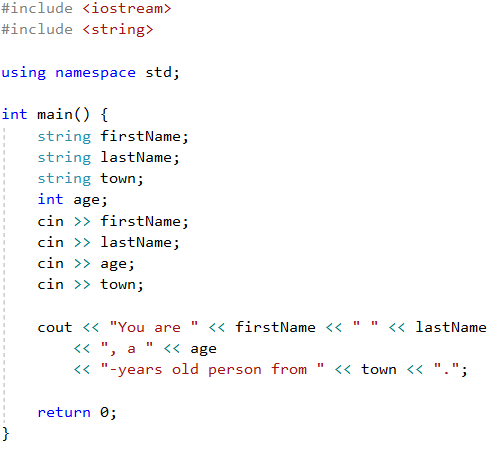 #include <iostream>
#include <string>

using namespace std;

int main() {
    string firstName;
    string lastName;
    string town;
    int age;
    cin >> firstName;
    cin >> lastName;
    cin >> age;
    cin >> town;

    cout << "You are " << firstName << " " << lastName
        << ", a " << age
        << "-years old person from " << town << ".";

    return 0;
}